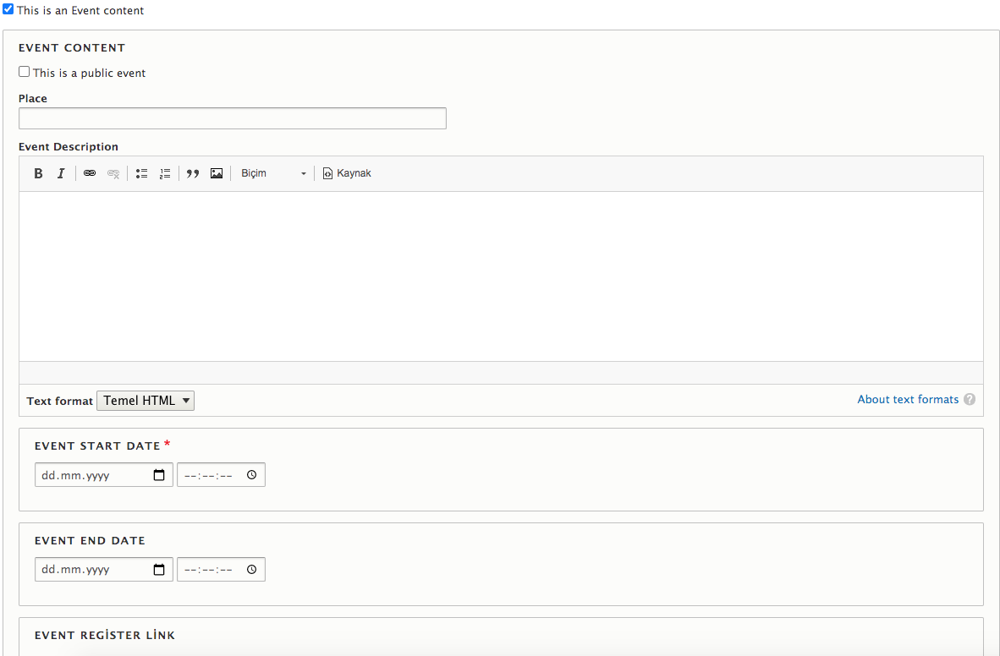 This is an Event content
EVENT CONTENT
This is a public event
Place
Event Description
B I Biçim Kaynak
Text format Temel HTML About text formats ?
EVENT START DATE *
dd.mm.yyyy --:--:--
EVENT END DATE
dd.mm.yyyy --:--:--
EVENT REGİSTER LİNK